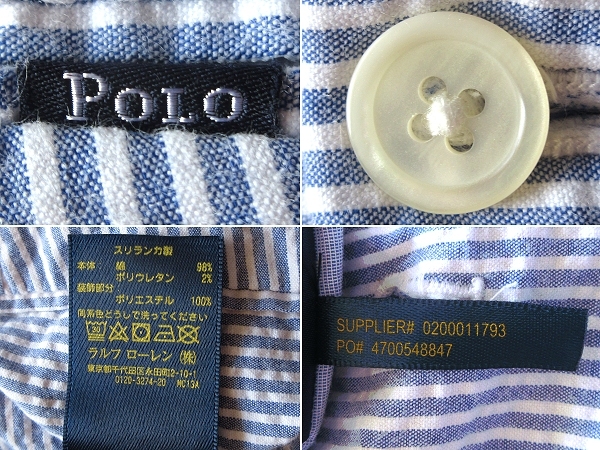 POLO
スリランカ製
本体 綿 98%
ポリウレタン 2%
装飾部分
ポリエステル 100%
同系色どうしで洗ってください
ラルフ ローレン (株)
東京都千代田区永田町2-10-1
0120-3274-20 MC13A
SUPPLIER# 0200011793
PO# 4700548847